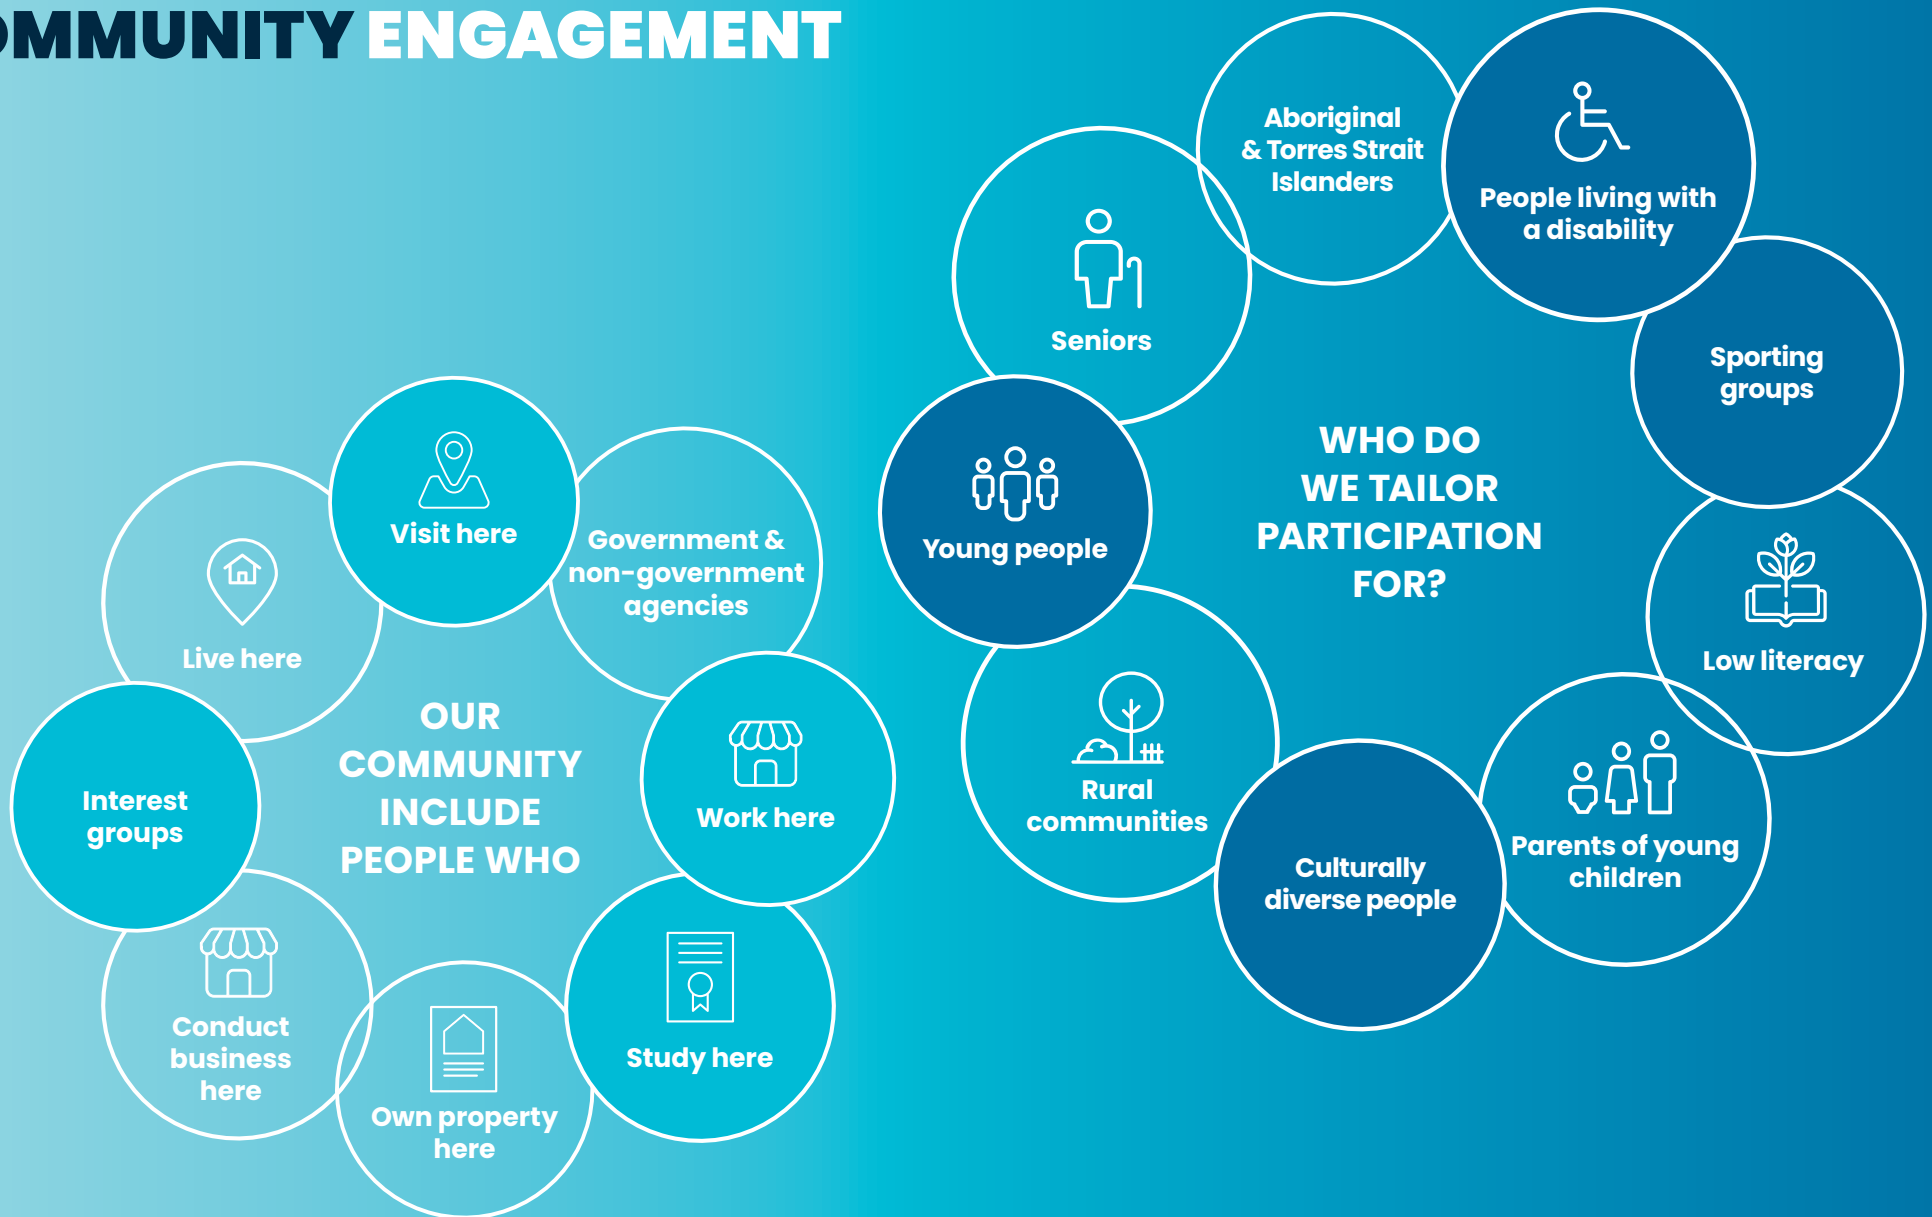 OMMUNITY ENGAGEMENT
OUR
COMMUNITY
INCLUDE
PEOPLE WHO
Visit here
Government &
non-government
agencies
Work here
Study here
Own property
here
Conduct
business
here
Interest
groups
Live here
WHO DO
WE TAILOR
PARTICIPATION
FOR?
Aboriginal
& Torres Strait
Islanders
People living with
a disability
Sporting
groups
Low literacy
Parents of young
children
Culturally
diverse people
Rural
communities
Young people
Seniors